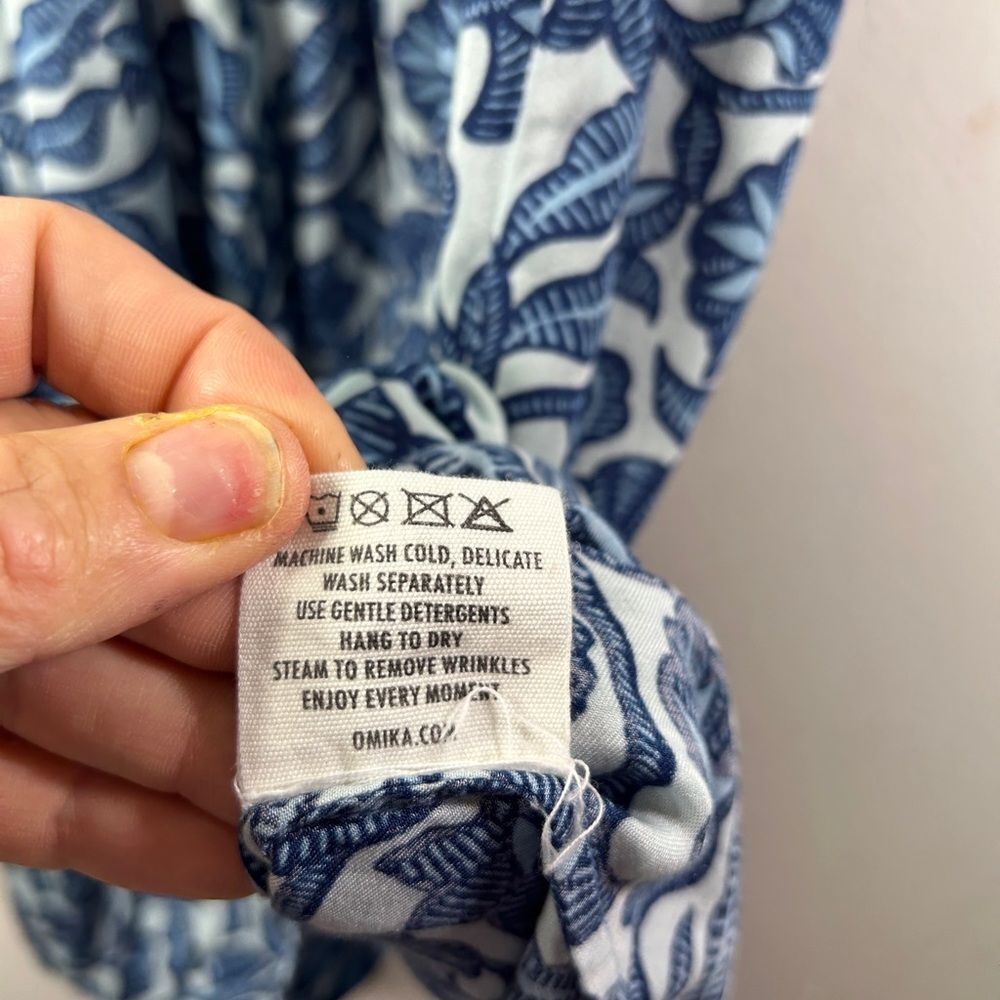 MACHINE WASH COLD, DELICATE
WASH SEPARATELY
USE GENTLE DETERGENTS
HANG TO DRY
STEAM TO REMOVE WRINKLES
ENJOY EVERY MOMENT
OMIKA.COM